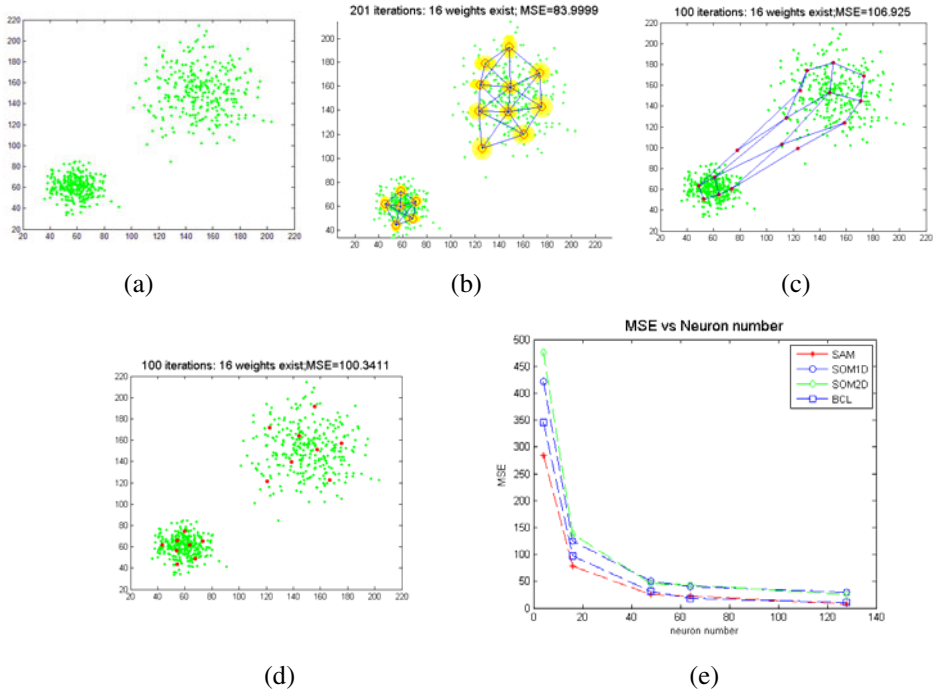 201 iterations: 16 weights exist; MSE=83.9999
100 iterations: 16 weights exist;MSE=106.925
220
200
180
160
140
120
100
80
60
40
20
20 40 60 80 100 120 140 160 180 200 220
220
200
180
160
140
120
100
80
60
40
20
20 40 60 80 100 120 140 160 180 200 220
220
200
180
160
140
120
100
80
60
40
20
20 40 60 80 100 120 140 160 180 200 220
(a)
(b)
(c)
100 iterations: 16 weights exist;MSE=100.3411
220
200
180
160
140
120
100
80
60
40
20
20 40 60 80 100 120 140 160 180 200 220
(d)
MSE vs Neuron number
500
450
400
350
300
250
200
150
100
50
0
MSE
SAM
SOM1D
SOM2D
BCL
0 20 40 60 80 100 120 140
neuron number
(e)